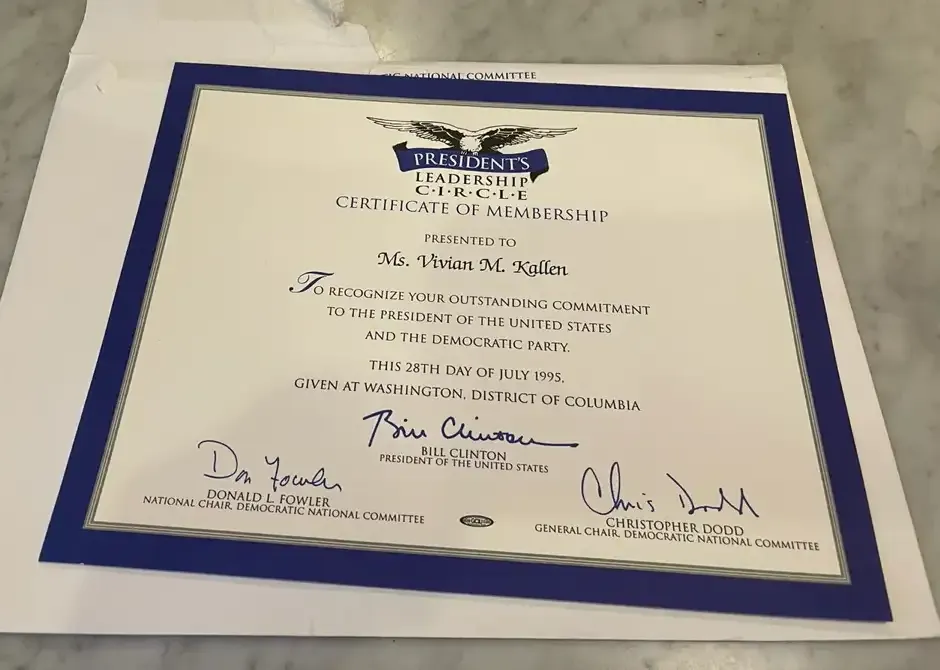 NATIONAL COMMITTEE
PRESIDENT'S
LEADERSHIP
C·I·R·C·L·E
CERTIFICATE OF MEMBERSHIP
PRESENTED TO
Ms. Vivian M. Kallen
TO RECOGNIZE YOUR OUTSTANDING COMMITMENT
TO THE PRESIDENT OF THE UNITED STATES
AND THE DEMOCRATIC PARTY.
THIS 28TH DAY OF JULY 1995,
GIVEN AT WASHINGTON, DISTRICT OF COLUMBIA
Bill Clinton
BILL CLINTON
PRESIDENT OF THE UNITED STATES
Don Fowler
DONALD L. FOWLER
NATIONAL CHAIR, DEMOCRATIC NATIONAL COMMITTEE
Chris Dodd
CHRISTOPHER DODD
GENERAL CHAIR, DEMOCRATIC NATIONAL COMMITTEE